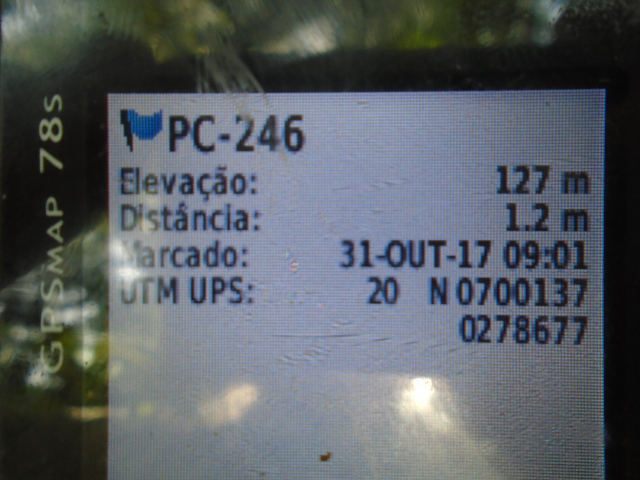 GPSMAP 78s
PC-246
Elevação: 127 m
Distância: 1.2 m
Marcado: 31-OUT-17 09:01
UTM UPS: 20 N 0700137
0278677